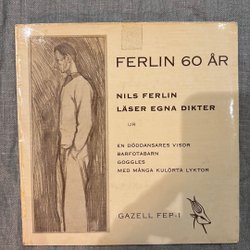 FERLIN 60 ÅR
NILS FERLIN
LÄSER EGNA DIKTER
UR
EN DÖDDANSARES VISOR
BARFOTABARN
GOGGLES
MED MÅNGA KULÖRTA LYKTOR
GAZELL FEP-1